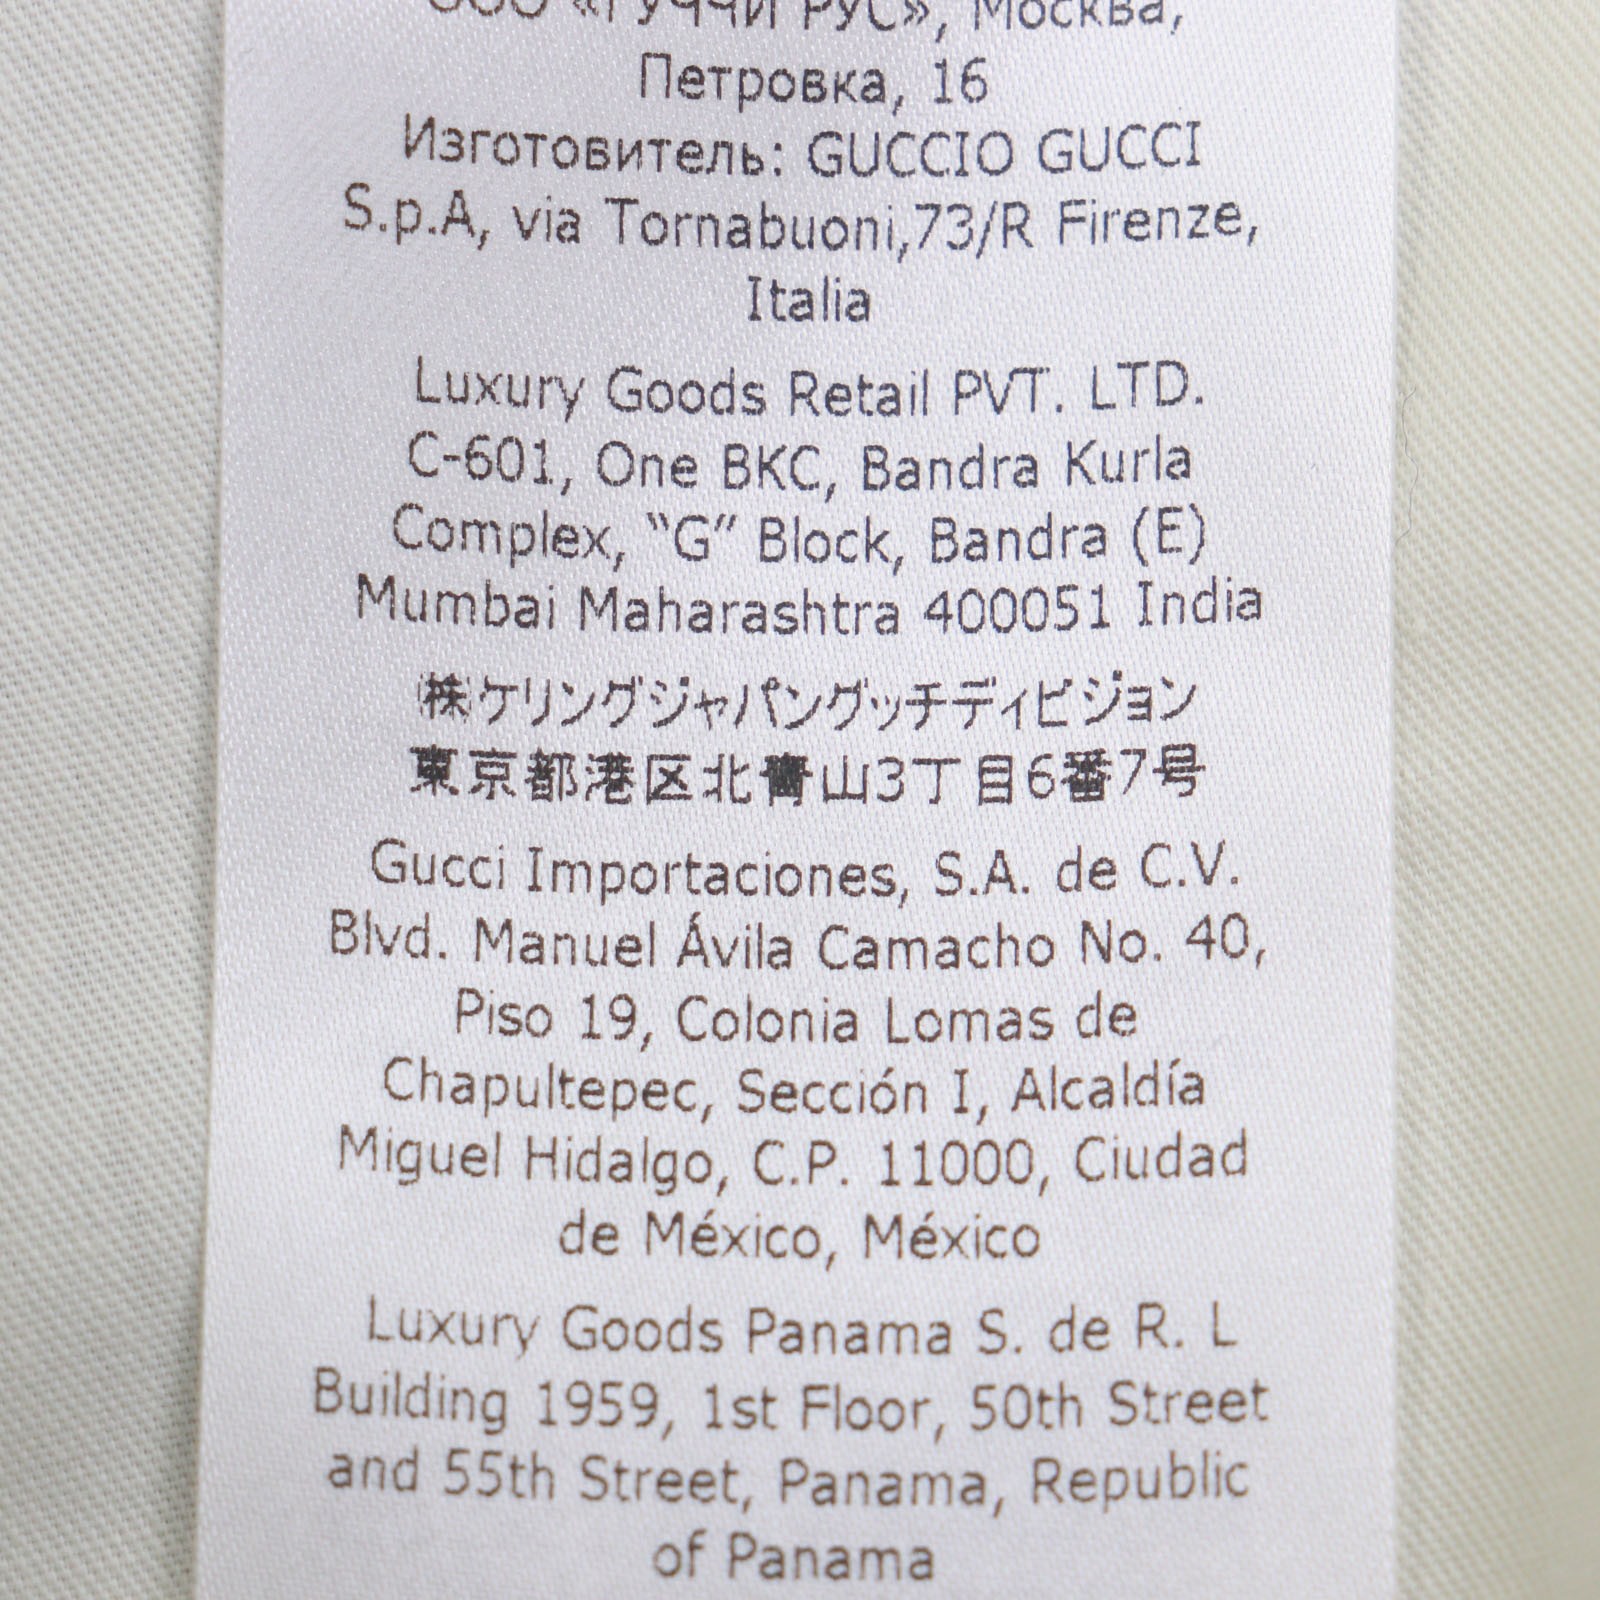 ООО «ГУЧЧИ РУС», Москва,
Петровка, 16
Изготовитель: GUCCIO GUCCI
S.p.A, via Tornabuoni,73/R Firenze,
Italia
Luxury Goods Retail PVT. LTD.
C-601, One BKC, Bandra Kurla
Complex, “G” Block, Bandra (E)
Mumbai Maharashtra 400051 India
㈱ケリングジャパングッチディビジョン
東京都港区北青山3丁目6番7号
Gucci Importaciones, S.A. de C.V.
Blvd. Manuel Ávila Camacho No. 40,
Piso 19, Colonia Lomas de
Chapultepec, Sección I, Alcaldía
Miguel Hidalgo, C.P. 11000, Ciudad
de México, México
Luxury Goods Panama S. de R. L
Building 1959, 1st Floor, 50th Street
and 55th Street, Panama, Republic
of Panama